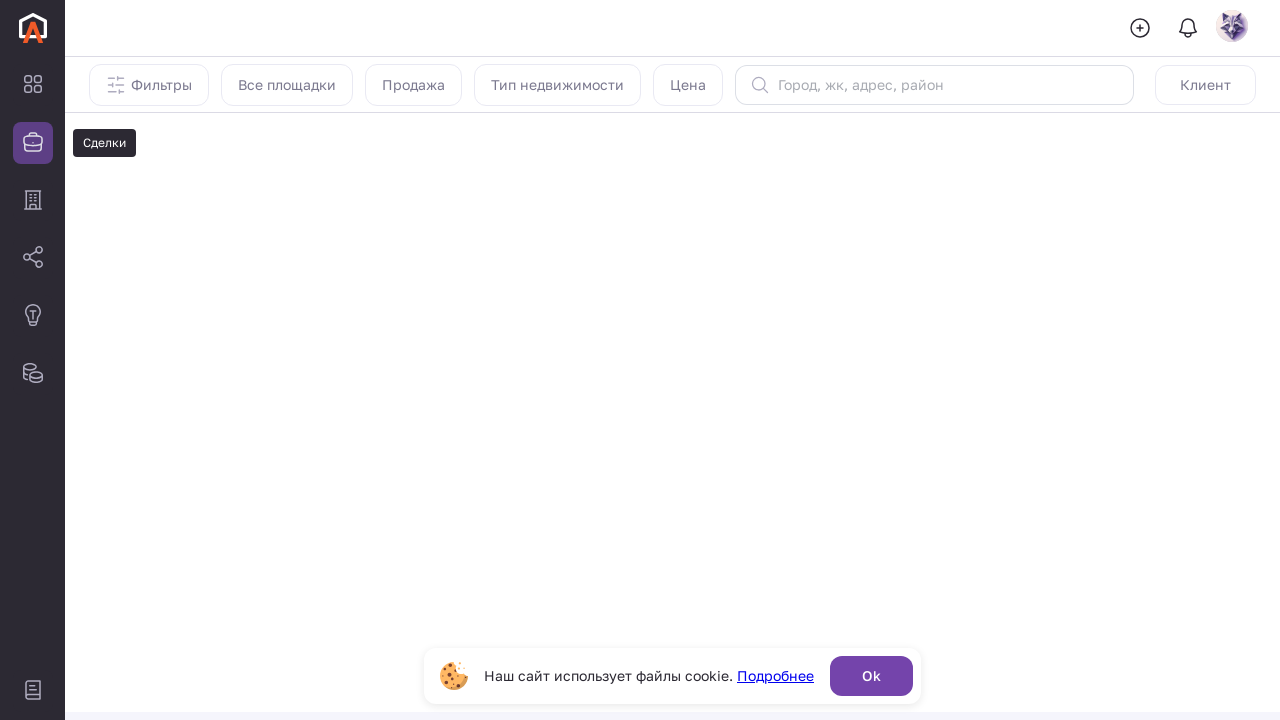 Фильтры
Все площадки
Продажа
Тип недвижимости
Цена
Город, жк, адрес, район
Клиент
Сделки
Наш сайт использует файлы cookie. Подробнее
Ok